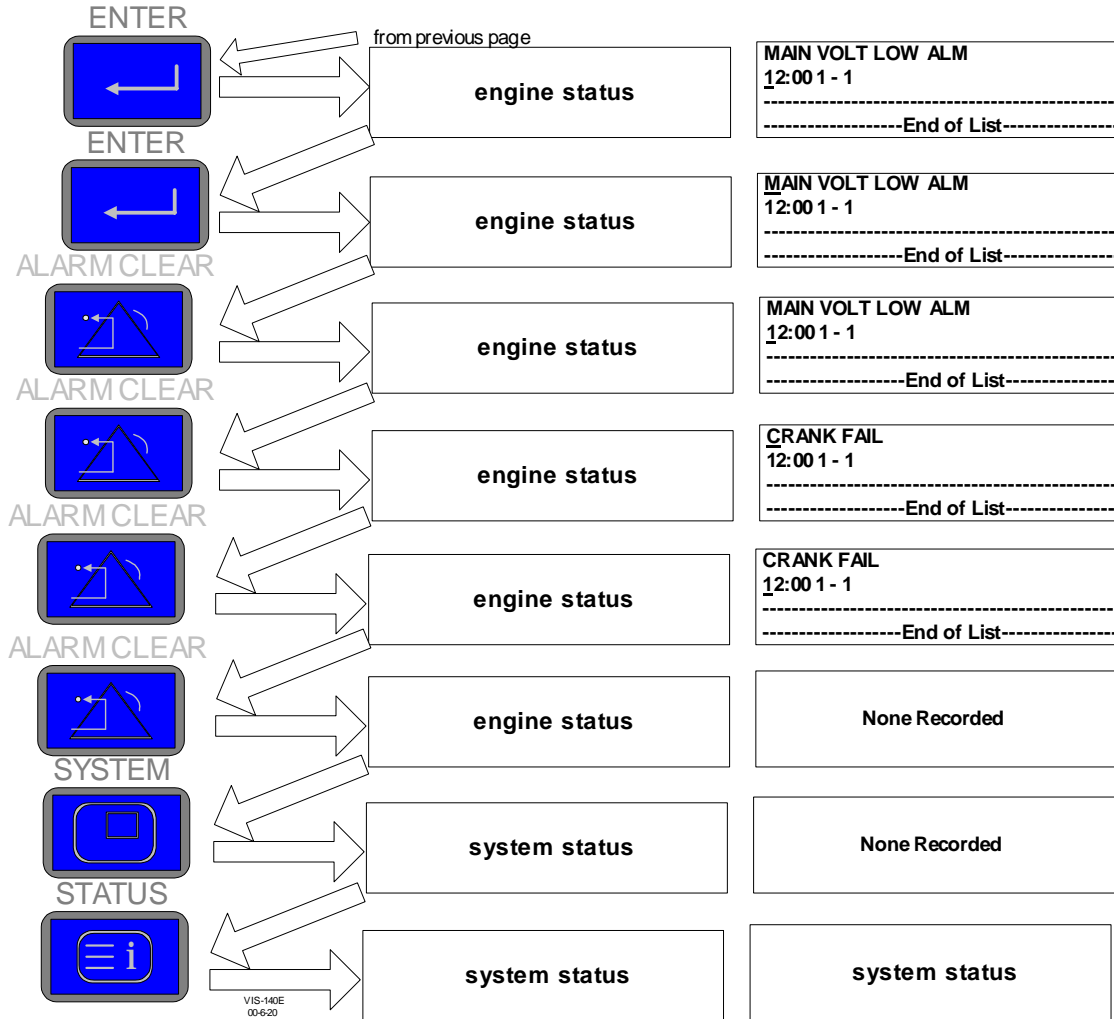 ENTER
from previous page
engine status
MAIN VOLT LOW ALM
12:00 1 - 1
------------------------------------------------
-------------------End of List---------------
ENTER
engine status
MAIN VOLT LOW ALM
12:00 1 - 1
------------------------------------------------
-------------------End of List---------------
ALARM CLEAR
engine status
MAIN VOLT LOW ALM
12:00 1 - 1
------------------------------------------------
-------------------End of List---------------
ALARM CLEAR
engine status
CRANK FAIL
12:00 1 - 1
------------------------------------------------
-------------------End of List---------------
ALARM CLEAR
engine status
CRANK FAIL
12:00 1 - 1
------------------------------------------------
-------------------End of List---------------
ALARM CLEAR
engine status
None Recorded
SYSTEM
system status
None Recorded
STATUS
i
system status
system status
VIS-140E
00-6-20